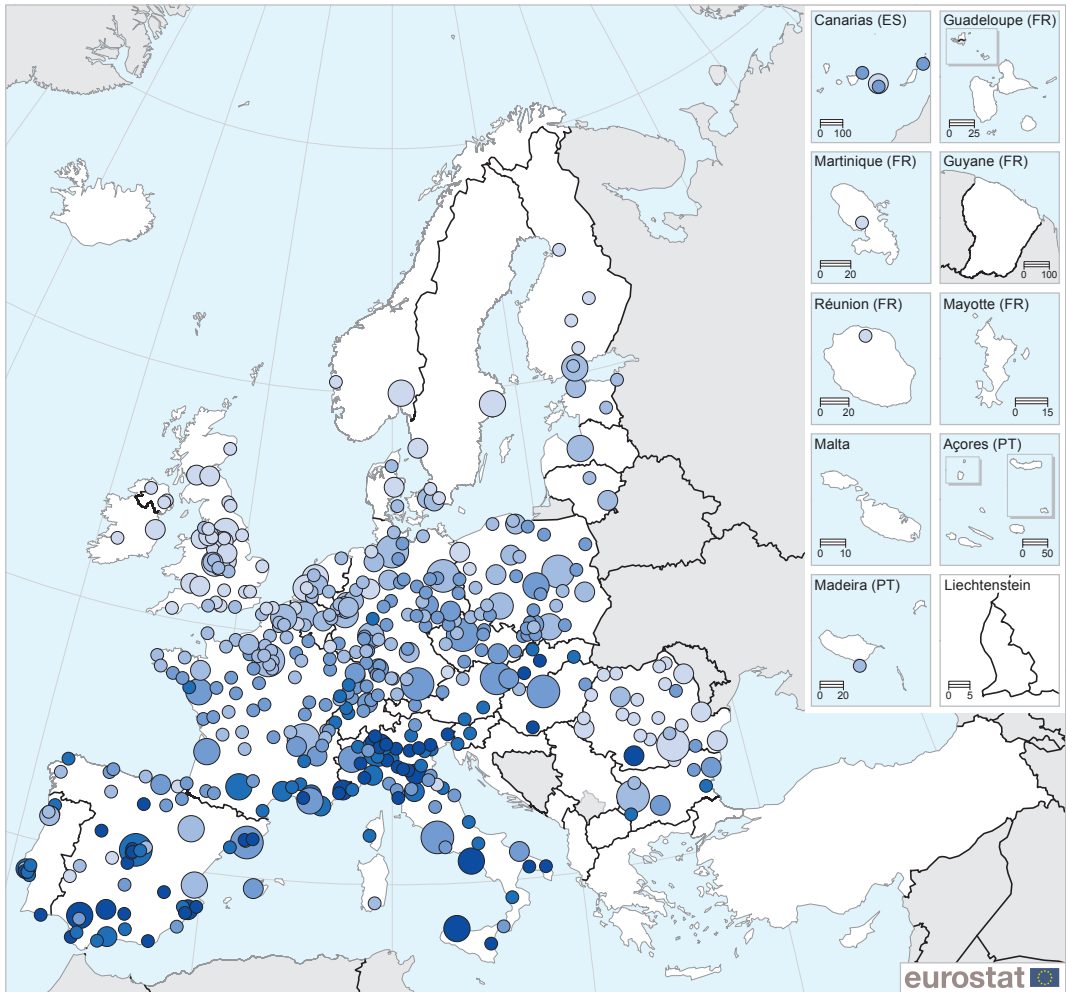 Canarias (ES)
0 100
Guadeloupe (FR)
0 25
Martinique (FR)
0 20
Guyane (FR)
0 100
Réunion (FR)
0 20
Mayotte (FR)
0 15
Malta
0 10
Açores (PT)
0 50
Madeira (PT)
0 20
Liechtenstein
0 5
eurostat